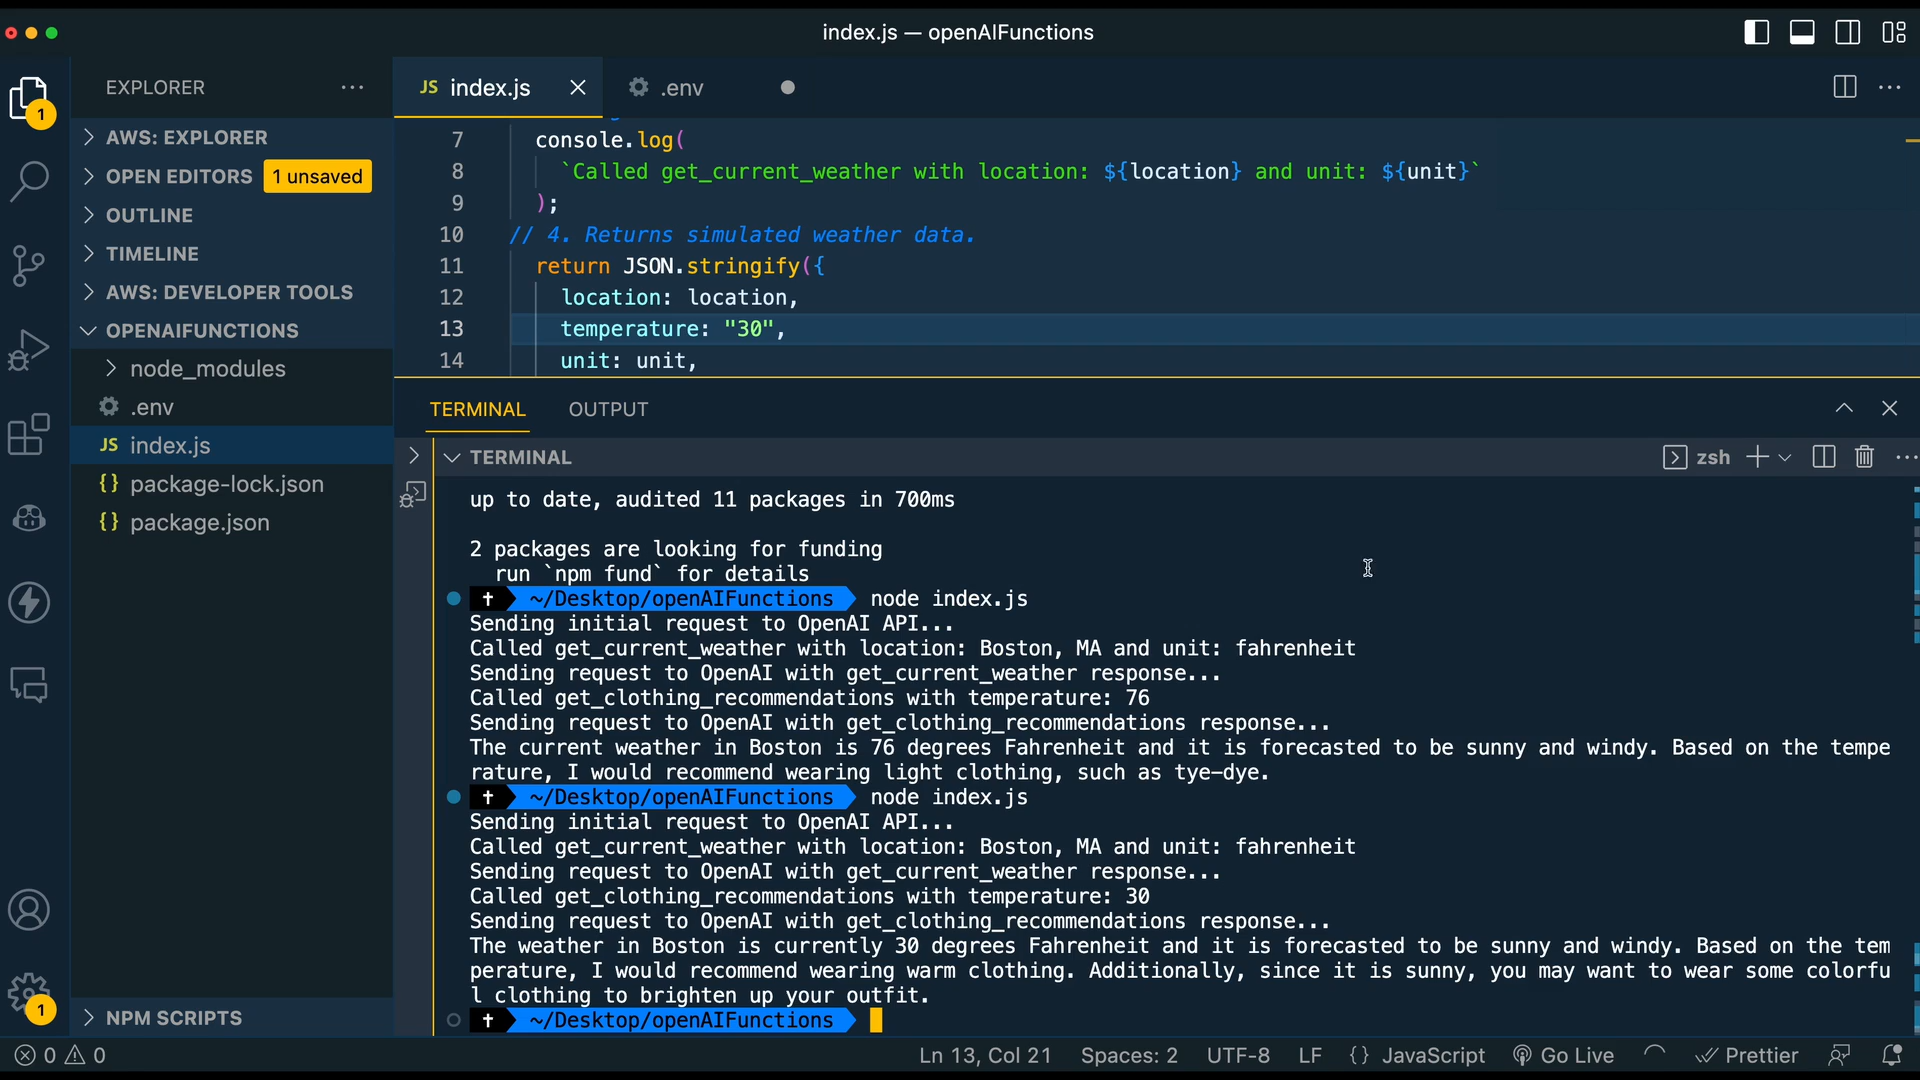 index.js — openAIFunctions
EXPLORER
JS index.js
.env
1
AWS: EXPLORER
OPEN EDITORS 1 unsaved
OUTLINE
TIMELINE
AWS: DEVELOPER TOOLS
OPENAIFUNCTIONS
node_modules
.env
JS index.js
{} package-lock.json
{} package.json
NPM SCRIPTS
1
7 console.log(
8 `Called get_current_weather with location: ${location} and unit: ${unit}`
9 );
10 // 4. Returns simulated weather data.
11 return JSON.stringify({
12 location: location,
13 temperature: "30",
14 unit: unit,
TERMINAL OUTPUT
TERMINAL
zsh
up to date, audited 11 packages in 700ms
2 packages are looking for funding
run `npm fund` for details
~/Desktop/openAIFunctions node index.js
Sending initial request to OpenAI API...
Called get_current_weather with location: Boston, MA and unit: fahrenheit
Sending request to OpenAI with get_current_weather response...
Called get_clothing_recommendations with temperature: 76
Sending request to OpenAI with get_clothing_recommendations response...
The current weather in Boston is 76 degrees Fahrenheit and it is forecasted to be sunny and windy. Based on the tempe
rature, I would recommend wearing light clothing, such as tye-dye.
~/Desktop/openAIFunctions node index.js
Sending initial request to OpenAI API...
Called get_current_weather with location: Boston, MA and unit: fahrenheit
Sending request to OpenAI with get_current_weather response...
Called get_clothing_recommendations with temperature: 30
Sending request to OpenAI with get_clothing_recommendations response...
The weather in Boston is currently 30 degrees Fahrenheit and it is forecasted to be sunny and windy. Based on the tem
perature, I would recommend wearing warm clothing. Additionally, since it is sunny, you may want to wear some colorfu
l clothing to brighten up your outfit.
~/Desktop/openAIFunctions
0 0
Ln 13, Col 21 Spaces: 2 UTF-8 LF {} JavaScript Go Live Prettier